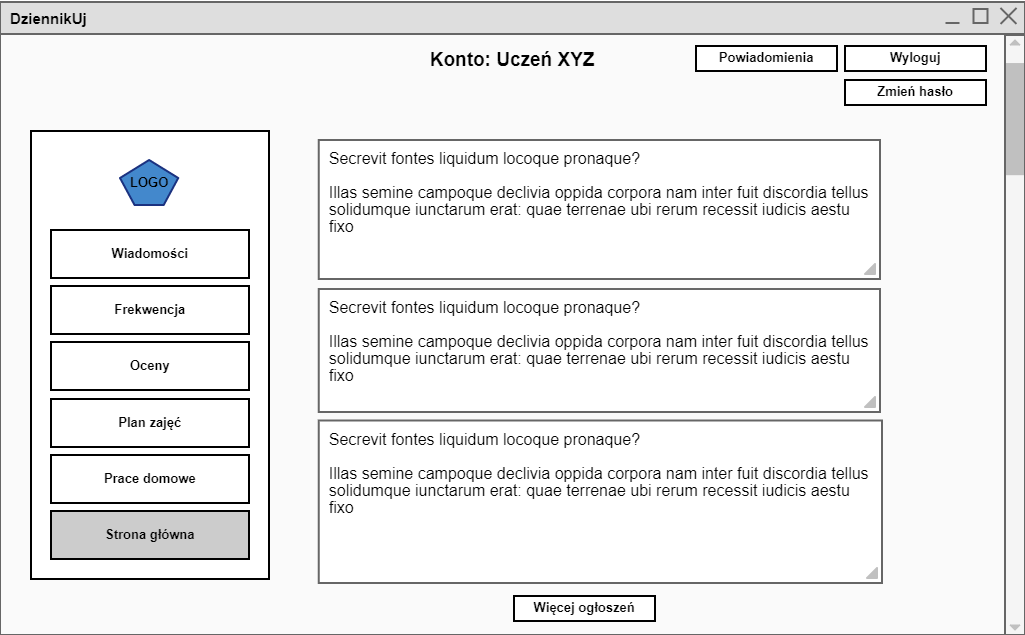 DziennikUj
Konto: Uczeń XYZ
Powiadomienia
Wyloguj
Zmień hasło
LOGO
Wiadomości
Frekwencja
Oceny
Plan zajęć
Prace domowe
Strona główna
Secrevit fontes liquidum locoque pronaque?
Illas semine campoque declivia oppida corpora nam inter fuit discordia tellus
solidumque iunctarum erat: quae terrenae ubi rerum recessit iudicis aestu
fixo
Secrevit fontes liquidum locoque pronaque?
Illas semine campoque declivia oppida corpora nam inter fuit discordia tellus
solidumque iunctarum erat: quae terrenae ubi rerum recessit iudicis aestu
fixo
Secrevit fontes liquidum locoque pronaque?
Illas semine campoque declivia oppida corpora nam inter fuit discordia tellus
solidumque iunctarum erat: quae terrenae ubi rerum recessit iudicis aestu
fixo
Więcej ogłoszeń